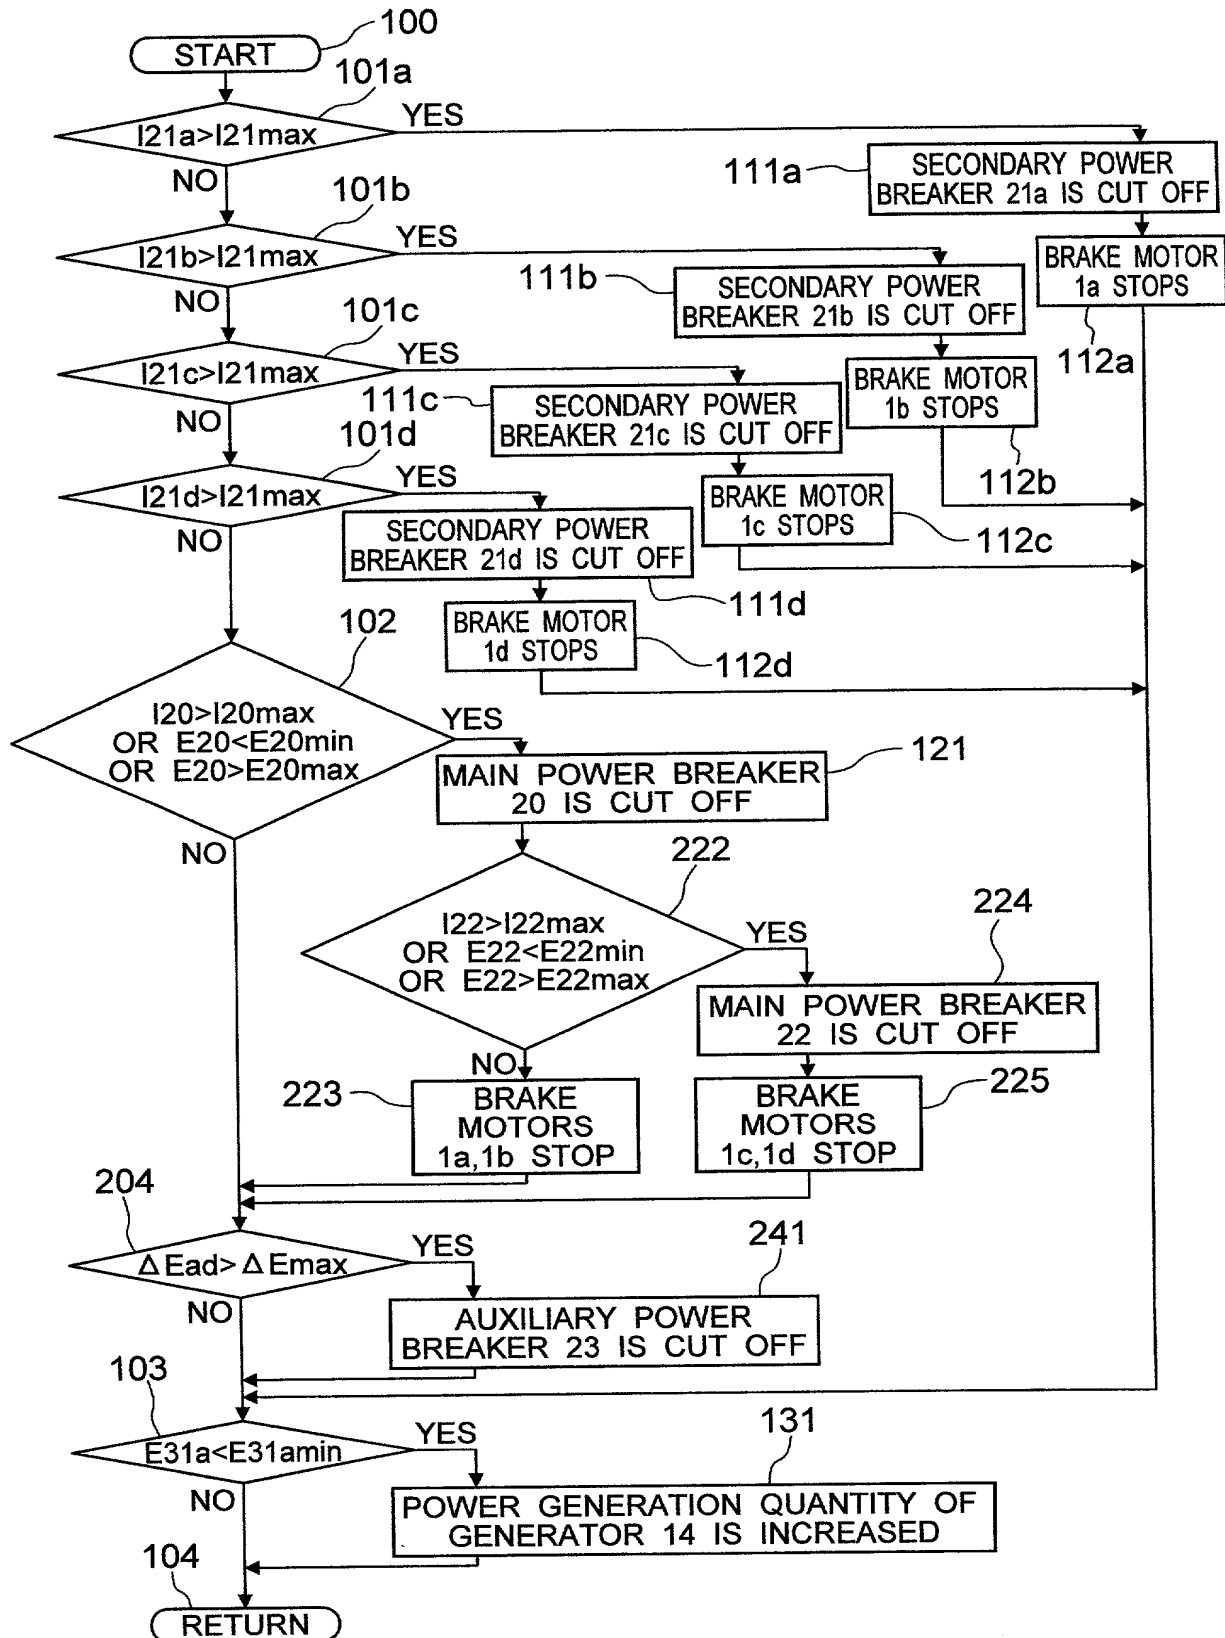 100
START
101a
I21a>I21max
YES
NO
111a
SECONDARY POWER
BREAKER 21a IS CUT OFF
BRAKE MOTOR
1a STOPS
112a
101b
I21b>I21max
YES
NO
111b
SECONDARY POWER
BREAKER 21b IS CUT OFF
BRAKE MOTOR
1b STOPS
112b
101c
I21c>I21max
YES
NO
111c
SECONDARY POWER
BREAKER 21c IS CUT OFF
BRAKE MOTOR
1c STOPS
112c
101d
I21d>I21max
YES
NO
SECONDARY POWER
BREAKER 21d IS CUT OFF
111d
BRAKE MOTOR
1d STOPS
112d
102
I20>I20max
OR E20<E20min
OR E20>E20max
YES
NO
121
MAIN POWER BREAKER
20 IS CUT OFF
222
I22>I22max
OR E22<E22min
OR E22>E22max
YES
NO
224
MAIN POWER BREAKER
22 IS CUT OFF
223
BRAKE
MOTORS
1a,1b STOP
225
BRAKE
MOTORS
1c,1d STOP
204
ΔEad>ΔEmax
YES
NO
241
AUXILIARY POWER
BREAKER 23 IS CUT OFF
103
E31a<E31amin
YES
NO
131
POWER GENERATION QUANTITY OF
GENERATOR 14 IS INCREASED
104
RETURN